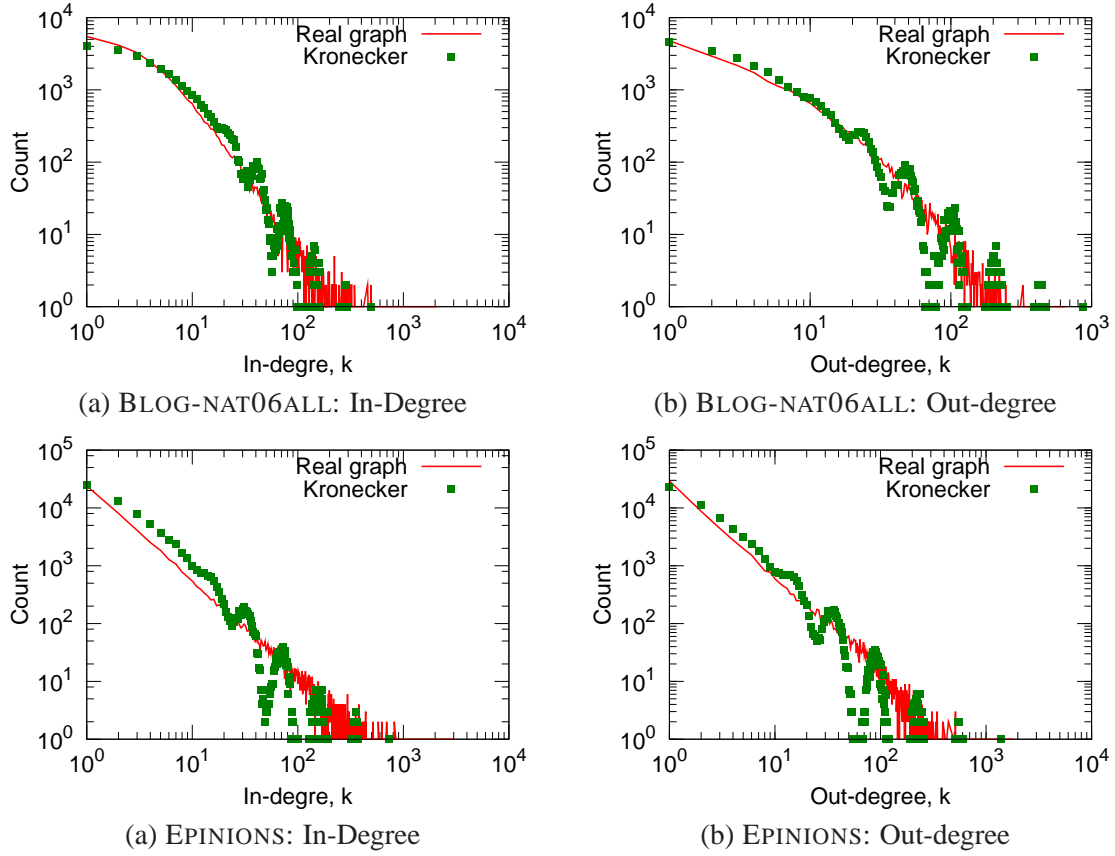 Real graph
Kronecker
Count
10^0
10^1
10^2
10^3
10^4
10^5
10^0 10^1 10^2 10^3 10^4
In-degre, k
(a) BLOG-NAT06ALL: In-Degree
Real graph
Kronecker
Count
10^0
10^1
10^2
10^3
10^4
10^5
10^0 10^1 10^2 10^3
Out-degree, k
(b) BLOG-NAT06ALL: Out-degree
Real graph
Kronecker
Count
10^0
10^1
10^2
10^3
10^4
10^5
10^0 10^1 10^2 10^3 10^4
In-degre, k
(a) EPINIONS: In-Degree
Real graph
Kronecker
Count
10^0
10^1
10^2
10^3
10^4
10^5
10^0 10^1 10^2 10^3 10^4
Out-degree, k
(b) EPINIONS: Out-degree